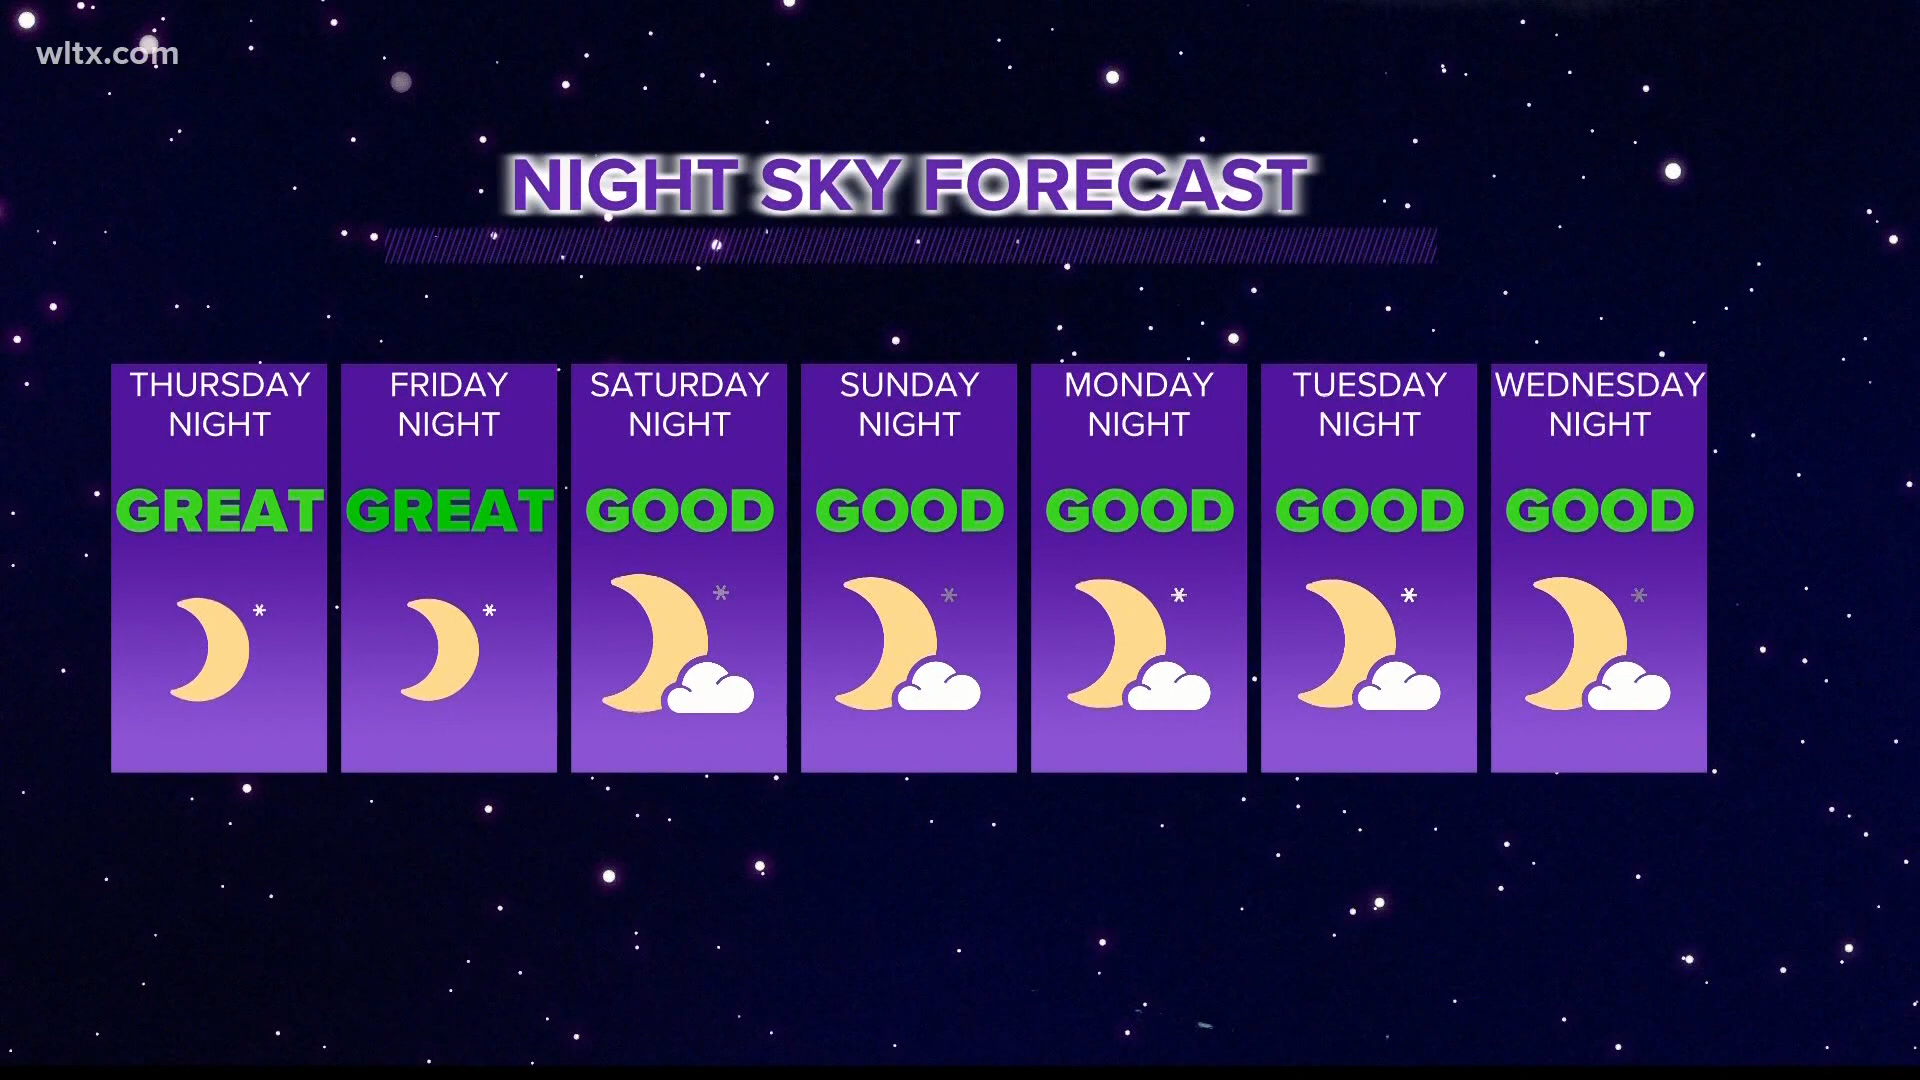 wltx.com
NIGHT SKY FORECAST
THURSDAY
NIGHT
GREAT
FRIDAY
NIGHT
GREAT
SATURDAY
NIGHT
GOOD
SUNDAY
NIGHT
GOOD
MONDAY
NIGHT
GOOD
TUESDAY
NIGHT
GOOD
WEDNESDAY
NIGHT
GOOD